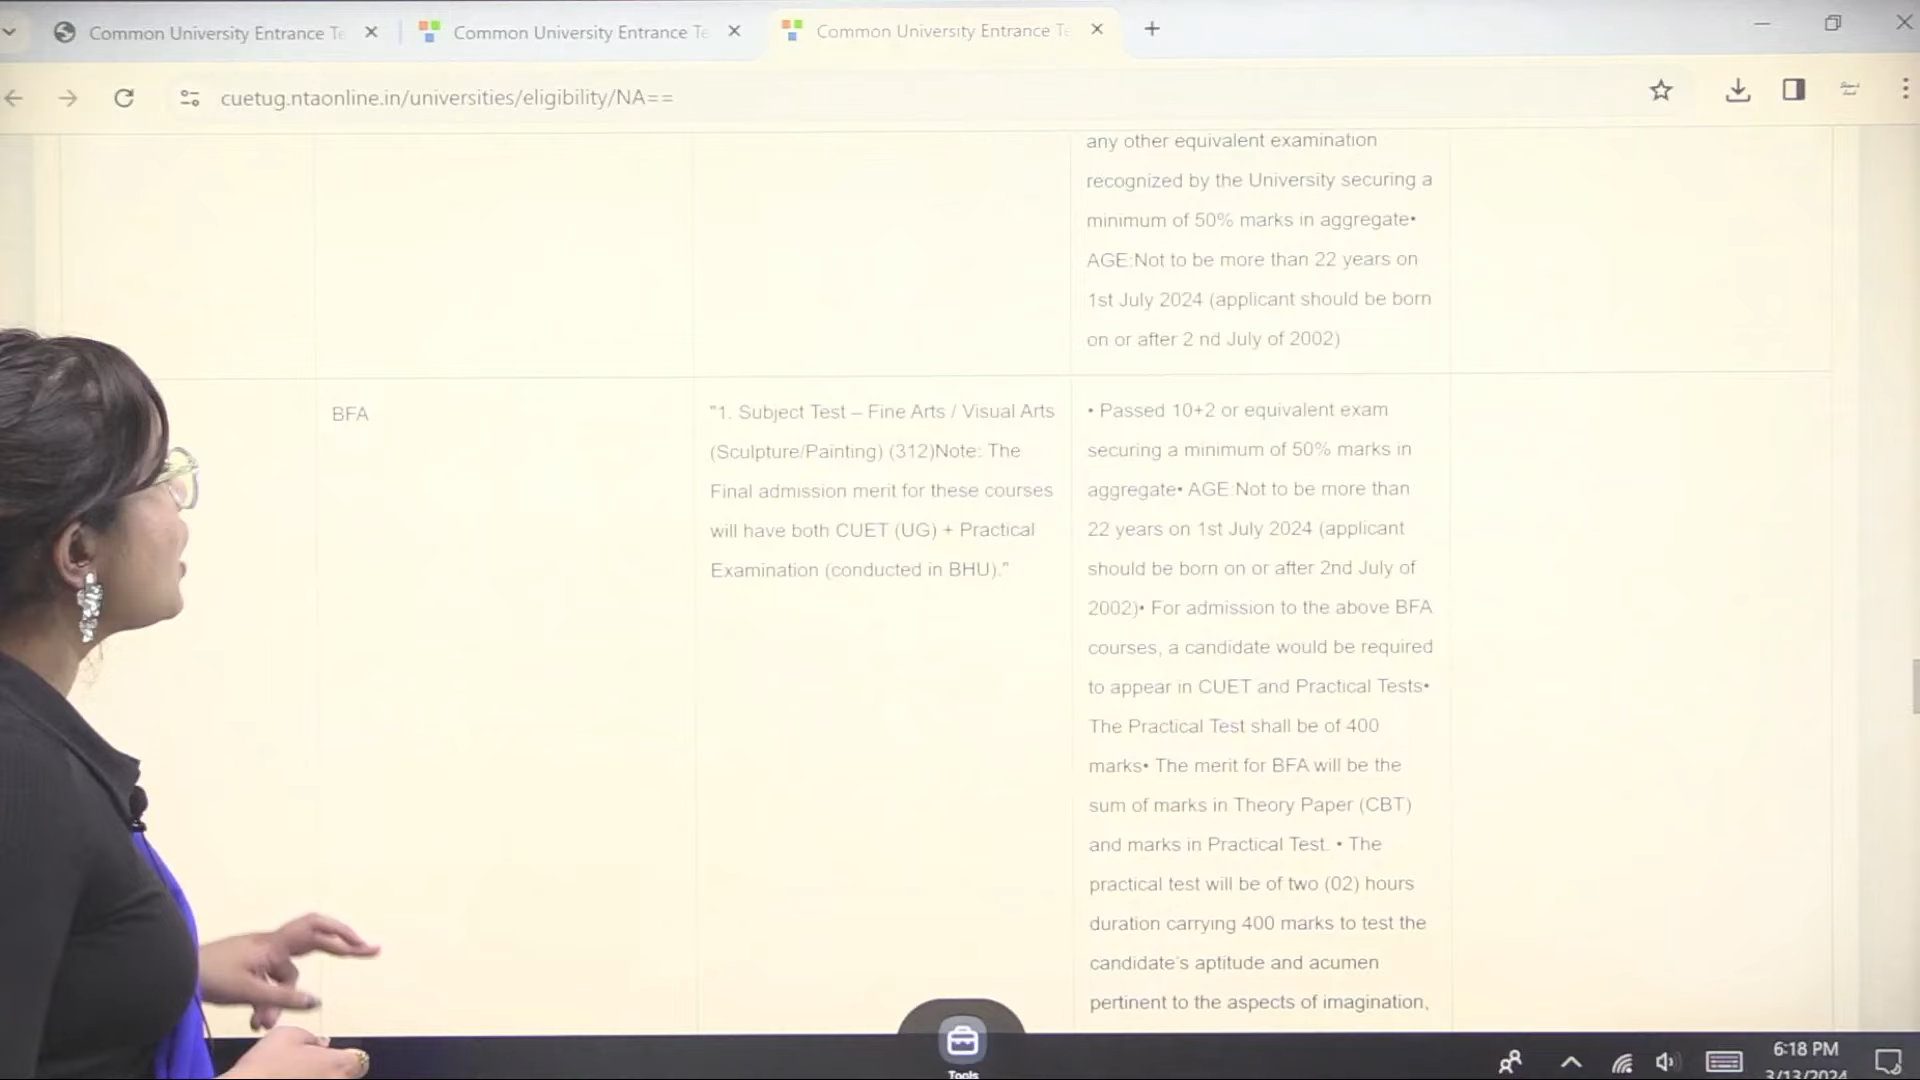 Common University Entrance Te
Common University Entrance Te
Common University Entrance Te
cuetug.ntaonline.in/universities/eligibility/NA==
any other equivalent examination
recognized by the University securing a
minimum of 50% marks in aggregate•
AGE:Not to be more than 22 years on
1st July 2024 (applicant should be born
on or after 2 nd July of 2002)
BFA
"1. Subject Test – Fine Arts / Visual Arts
(Sculpture/Painting) (312)Note: The
Final admission merit for these courses
will have both CUET (UG) + Practical
Examination (conducted in BHU)."
• Passed 10+2 or equivalent exam
securing a minimum of 50% marks in
aggregate• AGE:Not to be more than
22 years on 1st July 2024 (applicant
should be born on or after 2nd July of
2002)• For admission to the above BFA
courses, a candidate would be required
to appear in CUET and Practical Tests•
The Practical Test shall be of 400
marks• The merit for BFA will be the
sum of marks in Theory Paper (CBT)
and marks in Practical Test. • The
practical test will be of two (02) hours
duration carrying 400 marks to test the
candidate's aptitude and acumen
pertinent to the aspects of imagination,
Tools
6:18 PM
3/13/2024